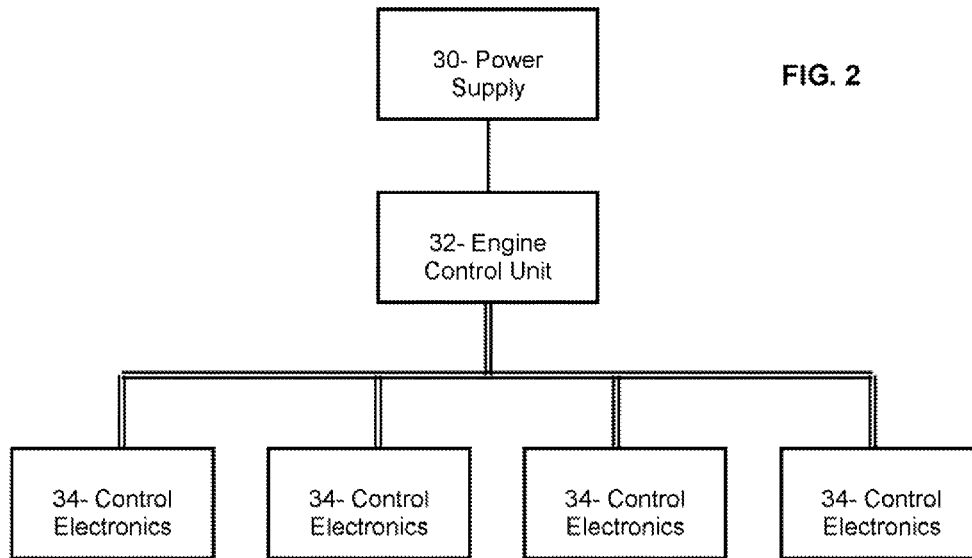 30- Power
Supply
FIG. 2
32- Engine
Control Unit
34- Control
Electronics
34- Control
Electronics
34- Control
Electronics
34- Control
Electronics